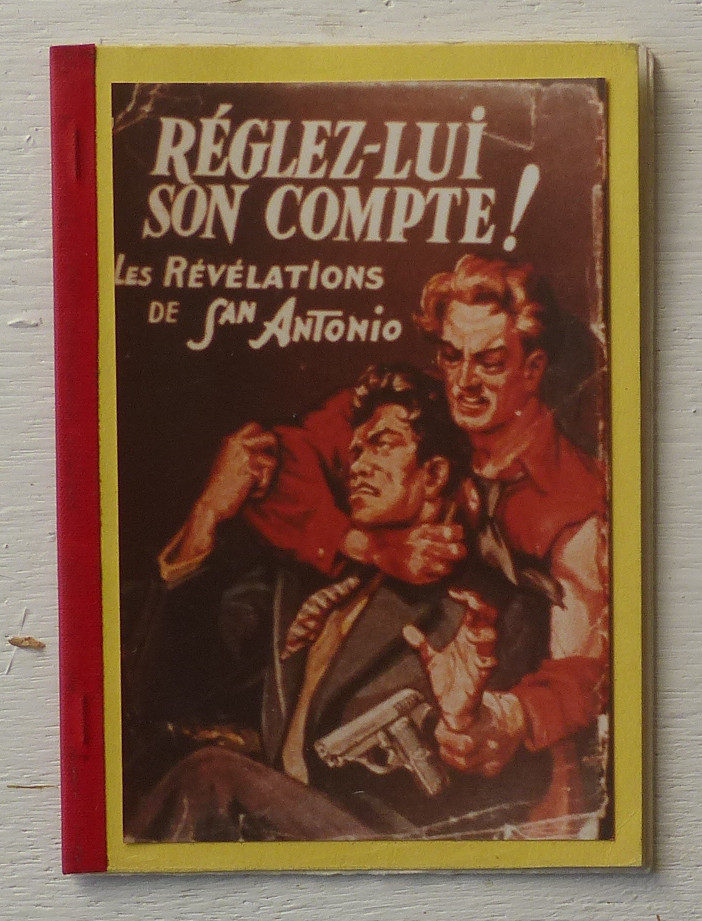 RÉGLEZ-LUI
SON COMPTE!
LES RÉVÉLATIONS
DE SAN ANTONIO